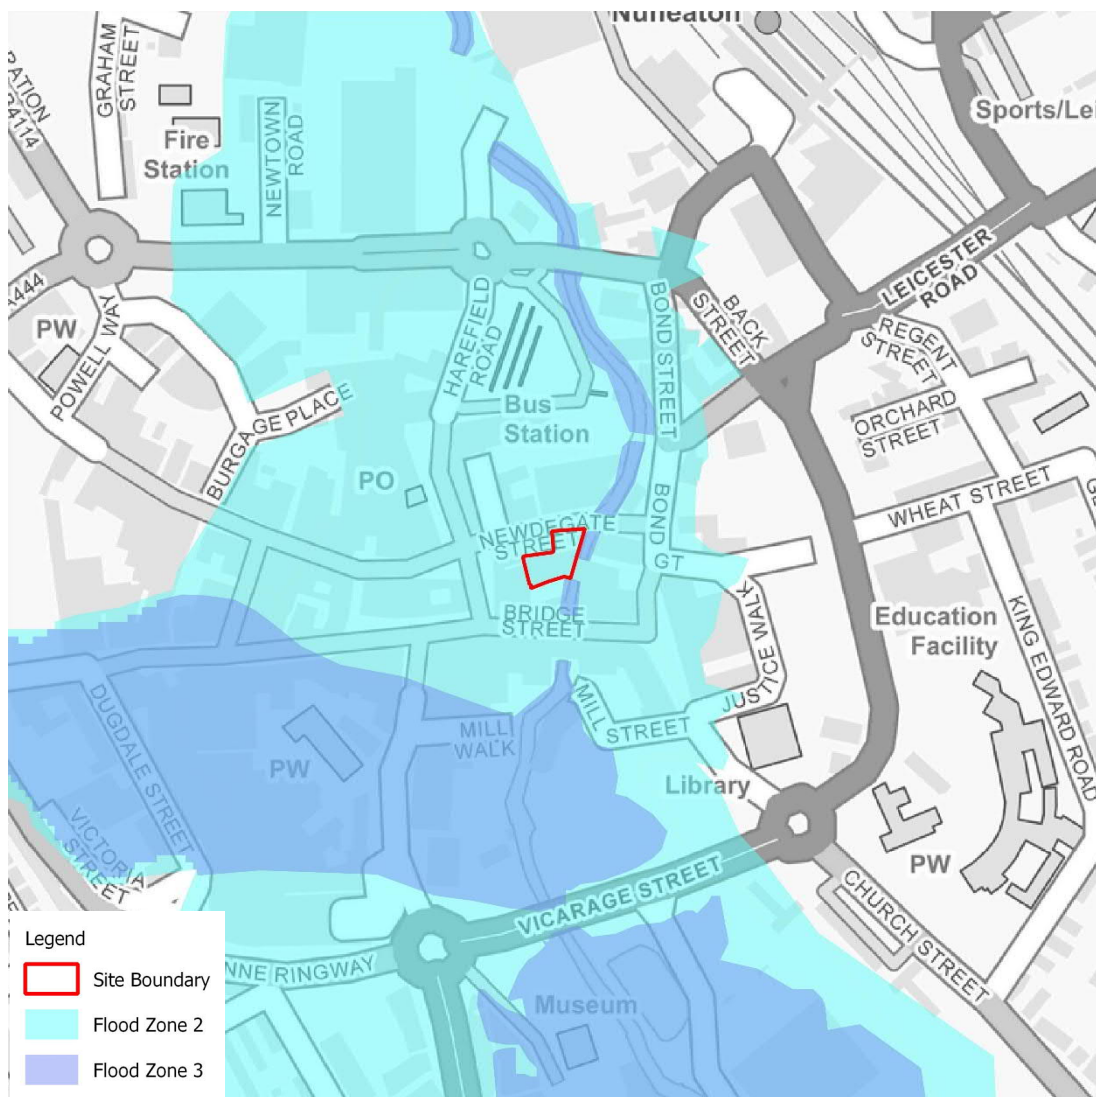 Nuneaton
GRAHAM
STREET
Sports/Lei
Fire
Station
NEWTOWN
ROAD
A444
PW
POWELL WAY
HAREFIELD
ROAD
BOND STREET
BACK
STREET
LEICESTER
ROAD
REGENT
STREET
BURGAGE PLACE
Bus
Station
ORCHARD
STREET
PO
WHEAT STREET
NEWDEGATE
STREET
BOND
GT
BRIDGE
STREET
JUSTICE WALK
Education
Facility
KING EDWARD ROAD
DUGDALE STREET
MILL
WALK
MILL STREET
PW
Library
VICTORIA
STREET
VICARAGE STREET
PW
CHURCH STREET
NNE RINGWAY
Museum
Legend
Site Boundary
Flood Zone 2
Flood Zone 3